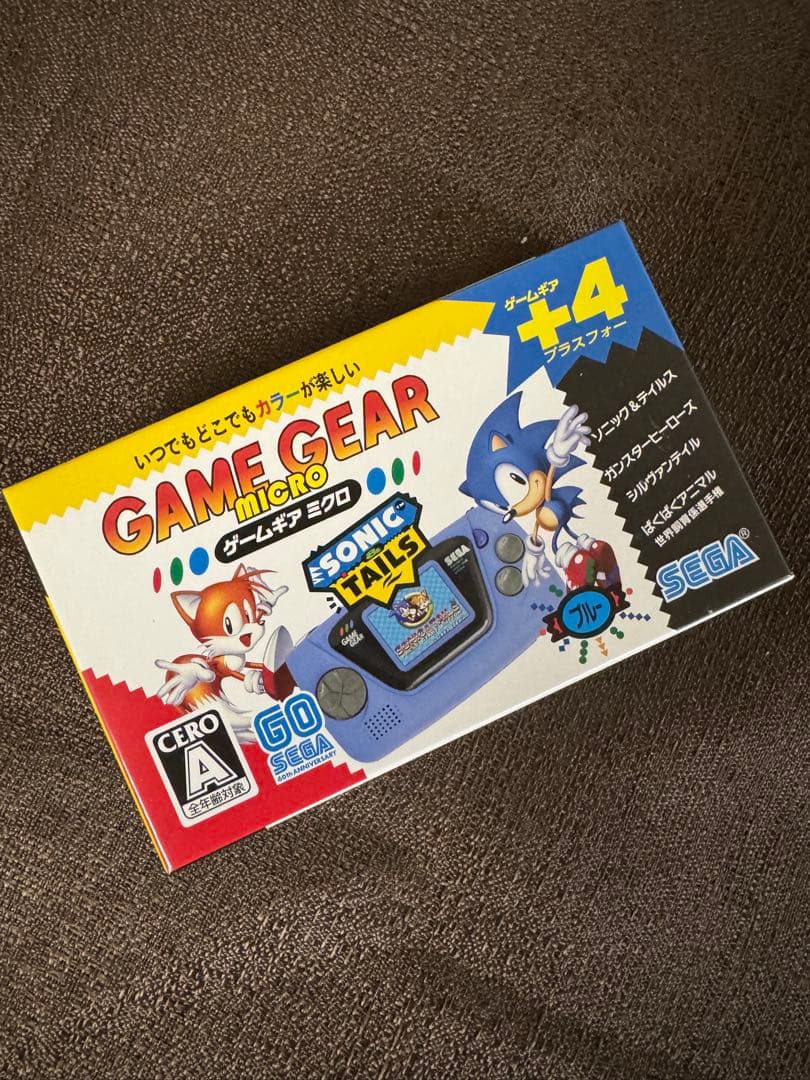 いつでもどこでもカラーが楽しい
GAME GEAR
MICRO
ゲームギア ミクロ
ゲームギア
+4
プラスフォー
ソニック&テイルス
ガンスターヒーローズ
シルヴァンテイル
ばくばくアニマル
世界飼育係選手権
SEGA®
SONIC
&
TAILS
SEGA
GAME GEAR
ブルー
CERO
A
全年齢対象
GO
SEGA
60th ANNIVERSARY